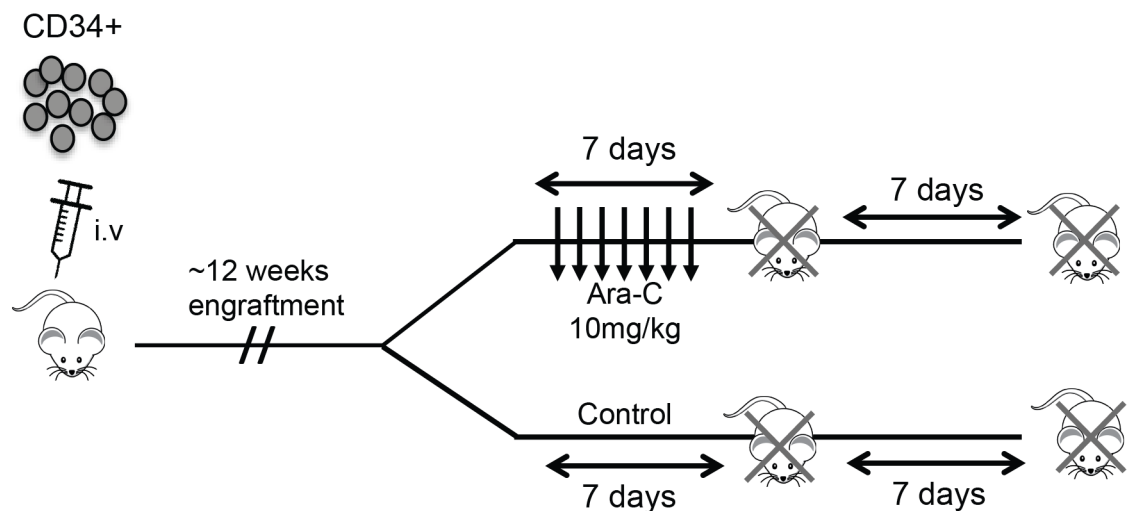 CD34+
i.v
~12 weeks
engraftment
7 days
Ara-C
10mg/kg
7 days
Control
7 days
7 days